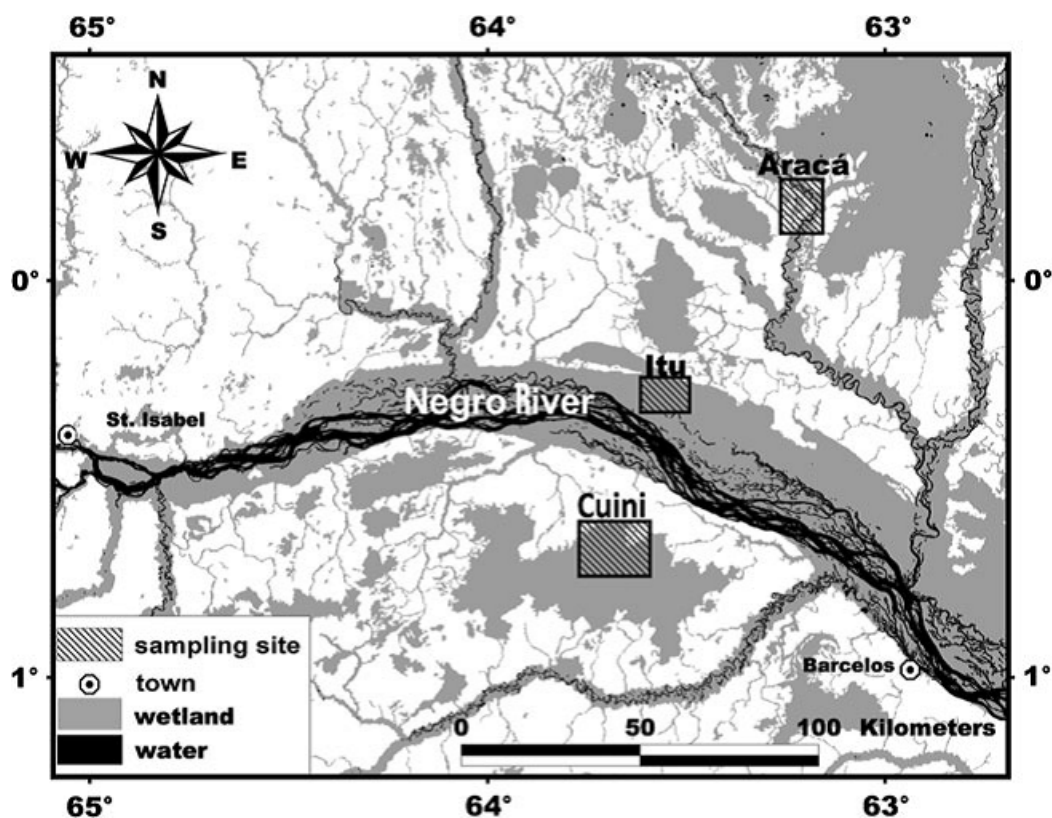 65° 64° 63°
N
W E
S
Aracá
0° 0°
Itu
Negro River
St. Isabel
Cuini
sampling site
town
wetland
water
Barcelos
1° 1°
0 50 100 Kilometers
65° 64° 63°